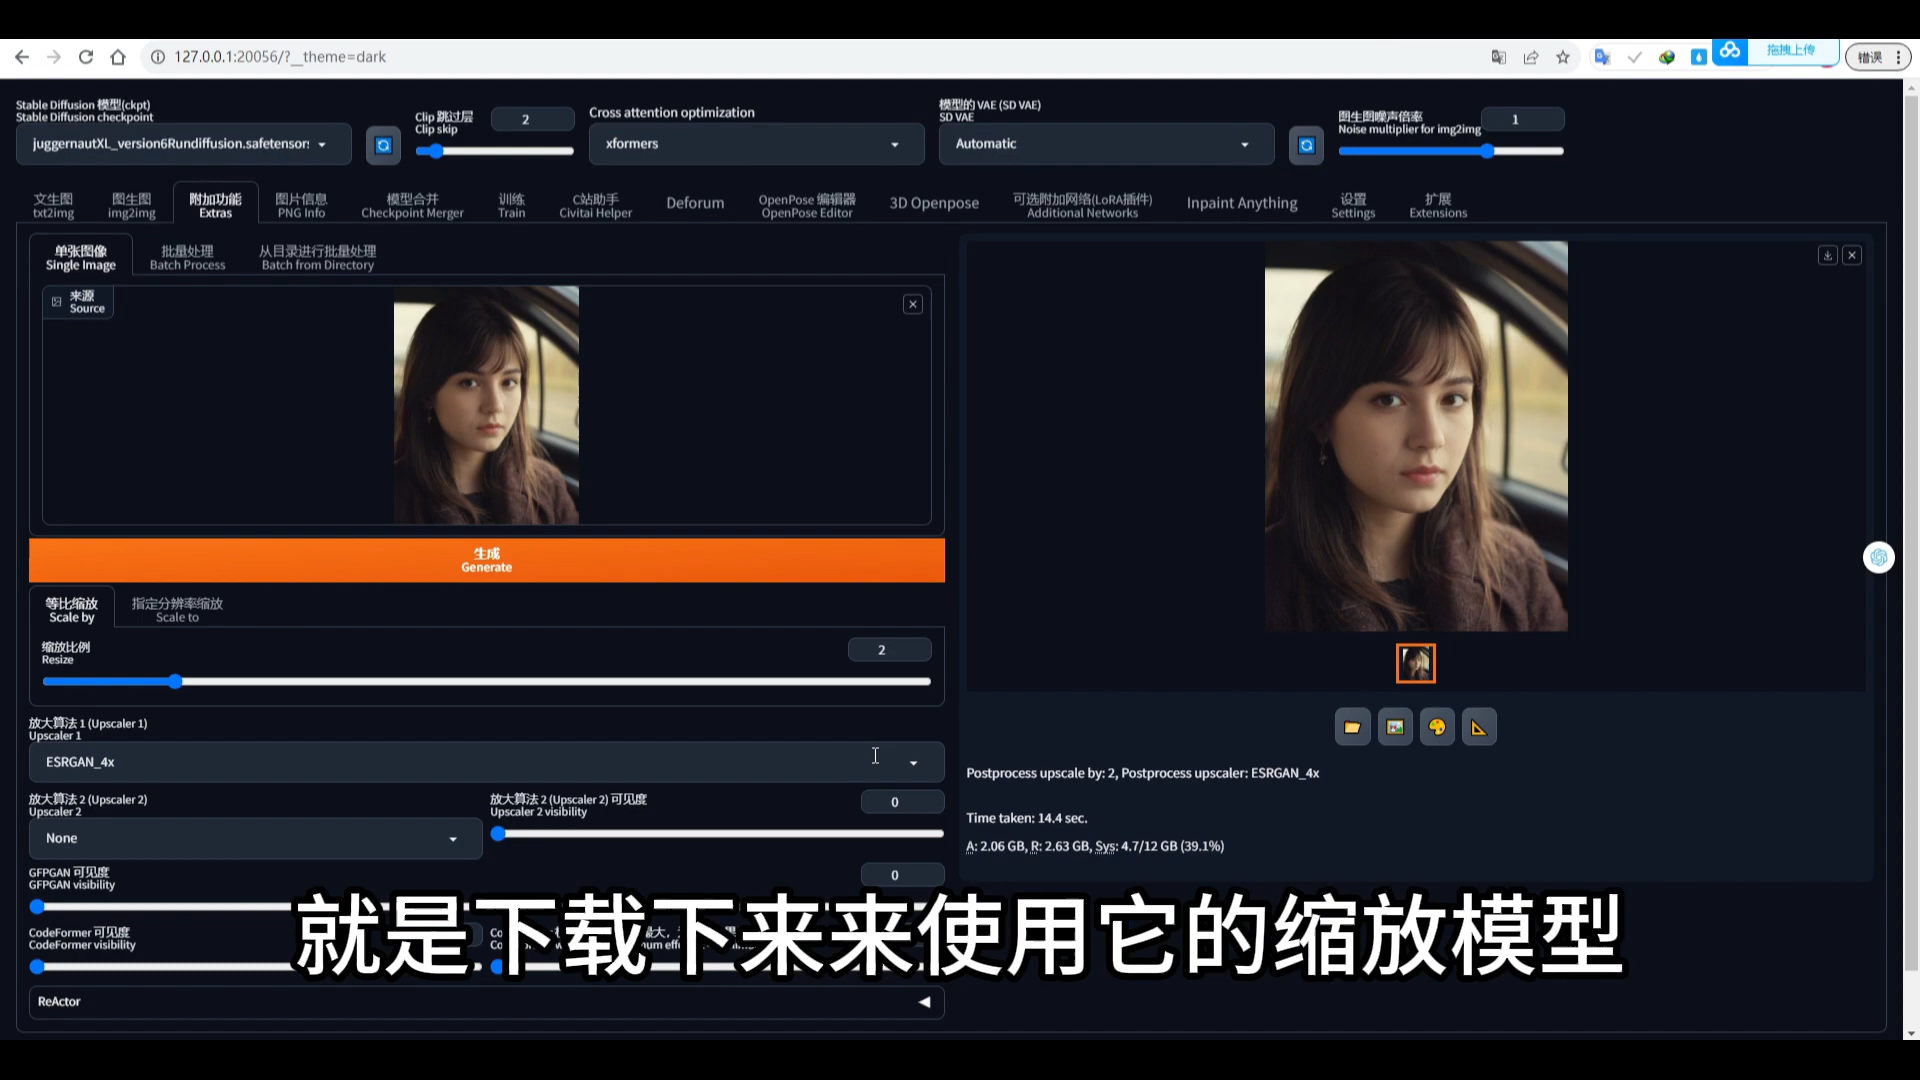 127.0.0.1:20056/?__theme=dark
拖拽上传
错误
Stable Diffusion 模型(ckpt)
Stable Diffusion checkpoint
juggernautXL_version6Rundiffusion.safetensor:
Clip 跳过层
Clip skip
2
Cross attention optimization
xformers
模型的 VAE (SD VAE)
SD VAE
Automatic
图生图噪声倍率
Noise multiplier for img2img
1
文生图
txt2img
图生图
img2img
附加功能
Extras
图片信息
PNG Info
模型合并
Checkpoint Merger
训练
Train
C站助手
Civitai Helper
Deforum
OpenPose 编辑器
OpenPose Editor
3D Openpose
可选附加网络(LoRA插件)
Additional Networks
Inpaint Anything
设置
Settings
扩展
Extensions
单张图像
Single Image
批量处理
Batch Process
从目录进行批量处理
Batch from Directory
来源
Source
生成
Generate
等比缩放
Scale by
指定分辨率缩放
Scale to
缩放比例
Resize
2
放大算法 1 (Upscaler 1)
Upscaler 1
ESRGAN_4x
放大算法 2 (Upscaler 2)
Upscaler 2
None
放大算法 2 (Upscaler 2) 可见度
Upscaler 2 visibility
0
GFPGAN 可见度
GFPGAN visibility
0
CodeFormer 可见度
CodeFormer visibility
ReActor
Postprocess upscale by: 2, Postprocess upscaler: ESRGAN_4x
Time taken: 14.4 sec.
A: 2.06 GB, R: 2.63 GB, Sys: 4.7/12 GB (39.1%)
就是下载下来来使用它的缩放模型